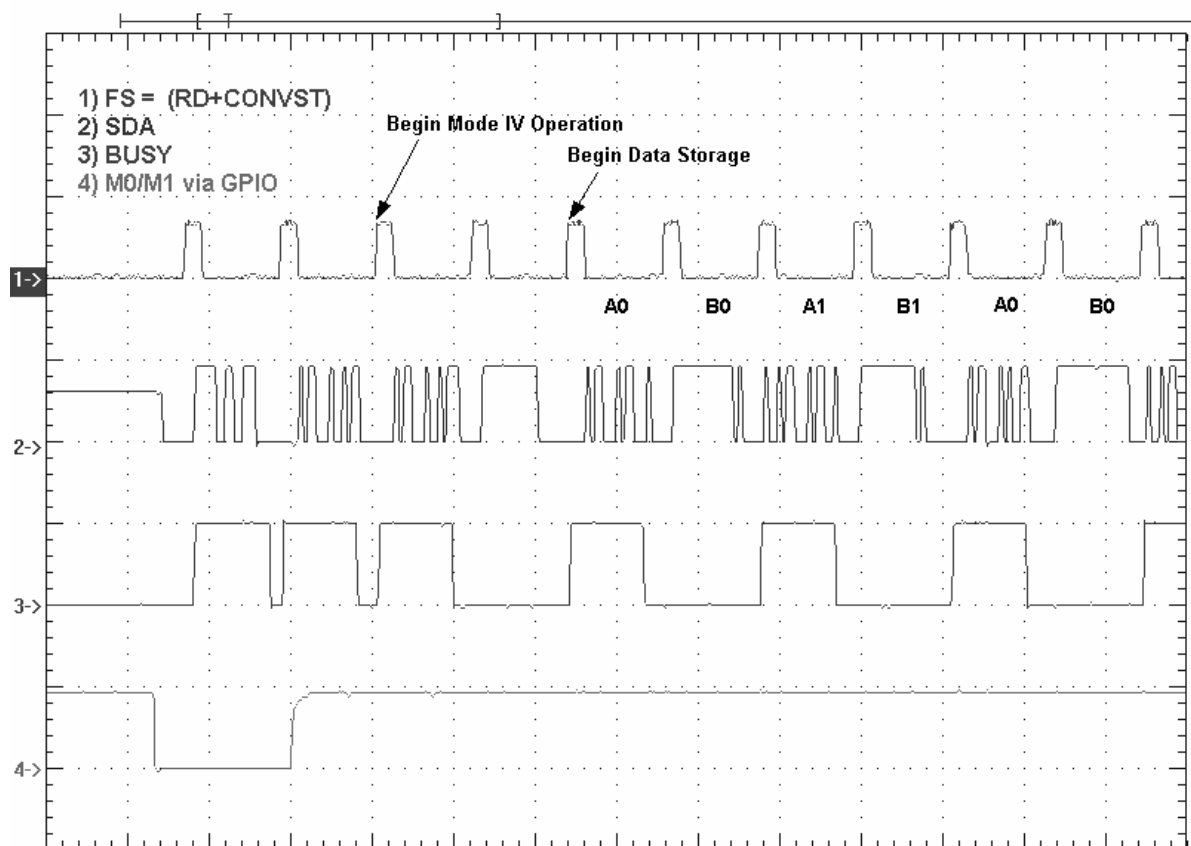 1) FS = (RD+CONVST)
2) SDA
3) BUSY
4) M0/M1 via GPIO
Begin Mode IV Operation
Begin Data Storage
1->
A0 B0 A1 B1 A0 B0
2->
3->
4->